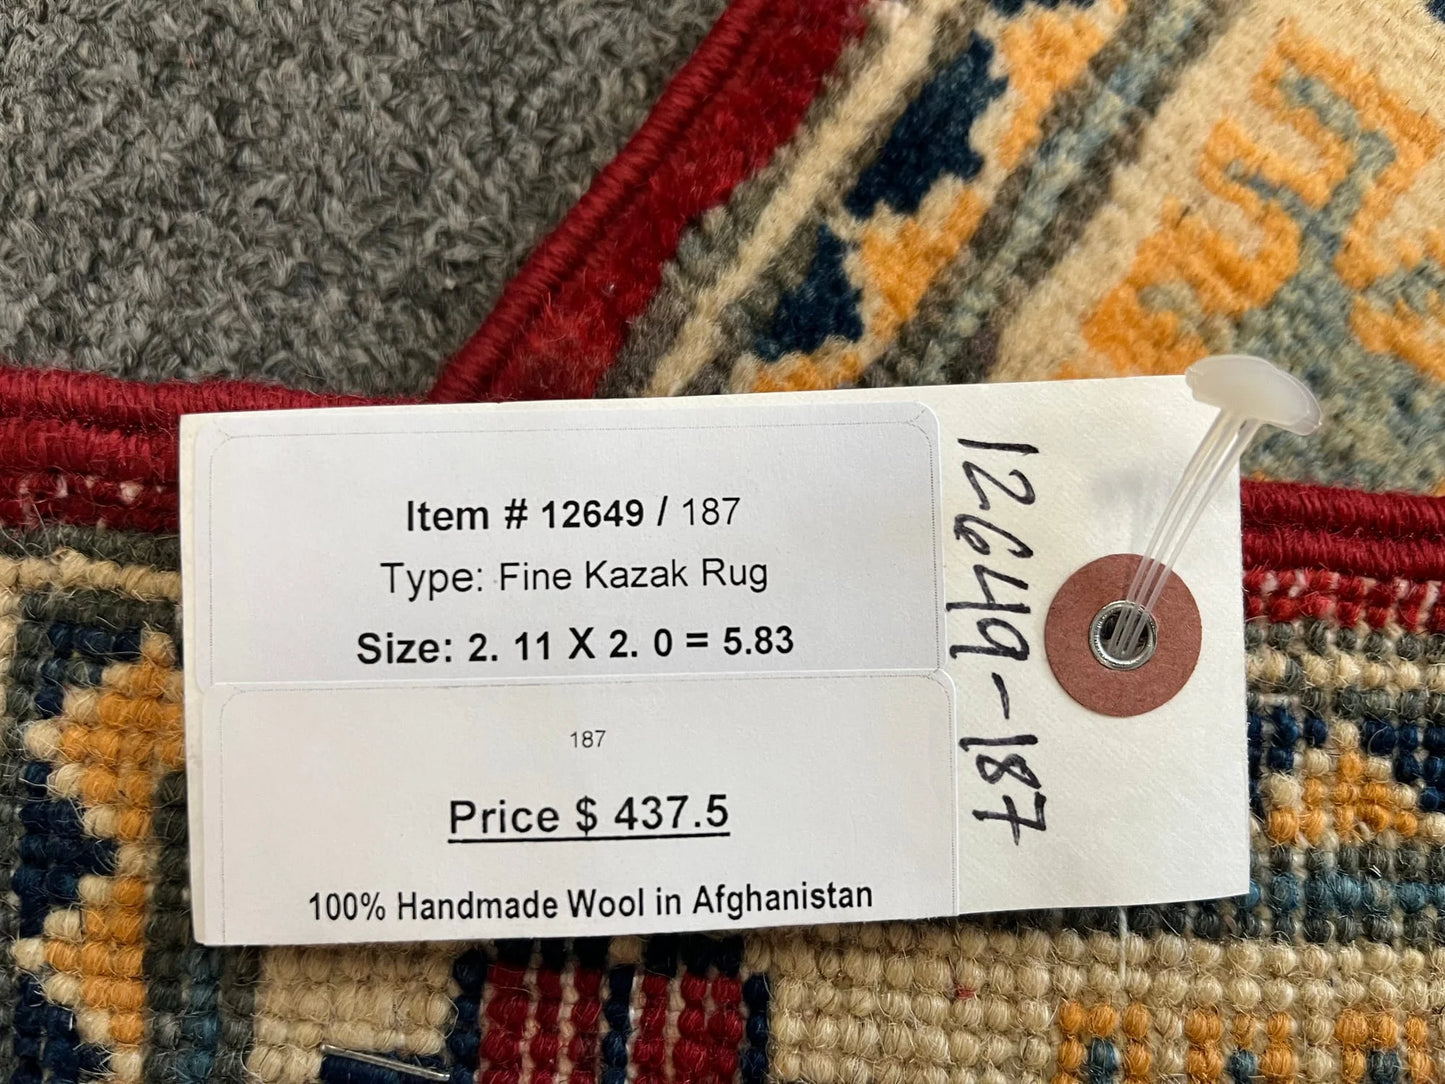 Item # 12649 / 187
Type: Fine Kazak Rug
Size: 2. 11 X 2. 0 = 5.83
187
Price $ 437.5
100% Handmade Wool in Afghanistan
12649-187